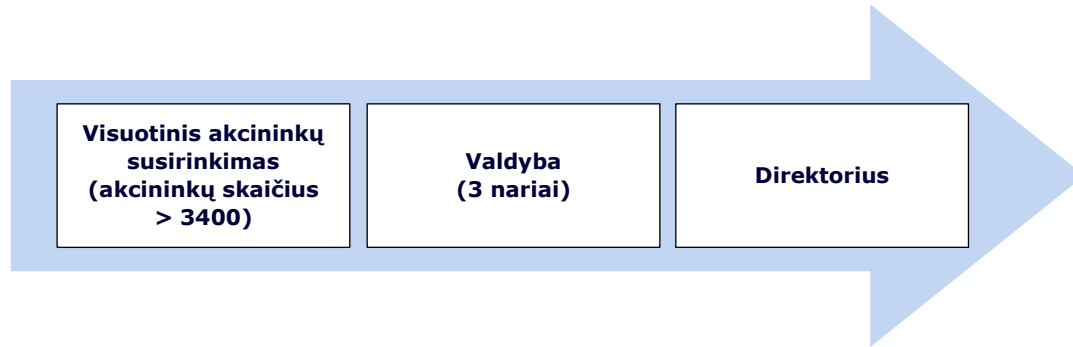 Visuotinis akcininkų
susirinkimas
(akcininkų skaičius
> 3400)
Valdyba
(3 nariai)
Direktorius